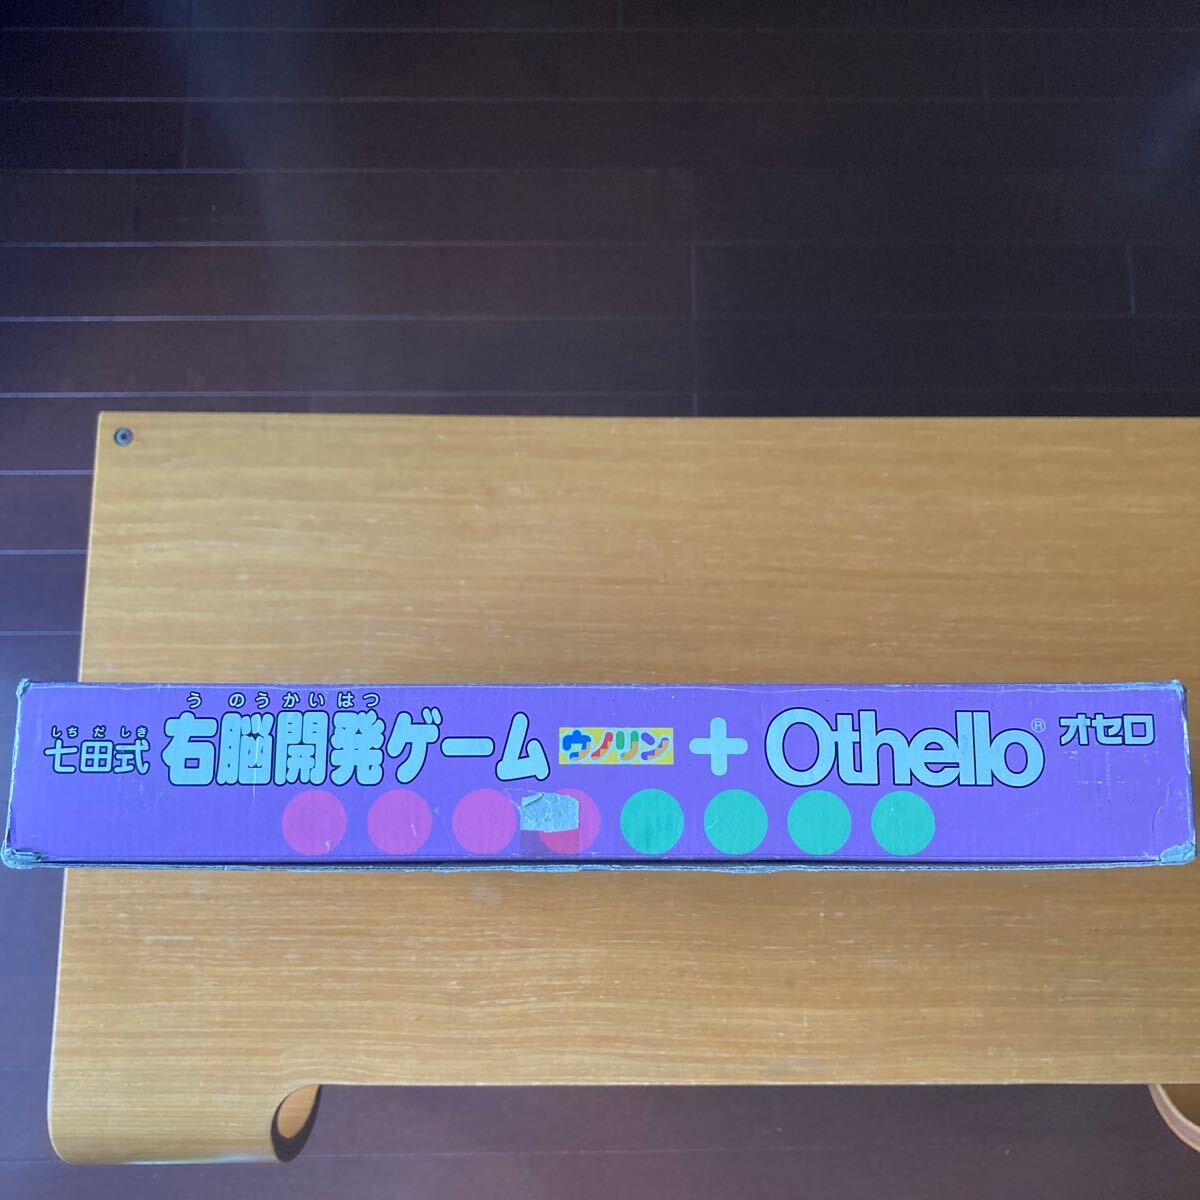 しちだしき
七田式
うのうかいはつ
右脳開発ゲーム ウノリン + Othello® オセロ